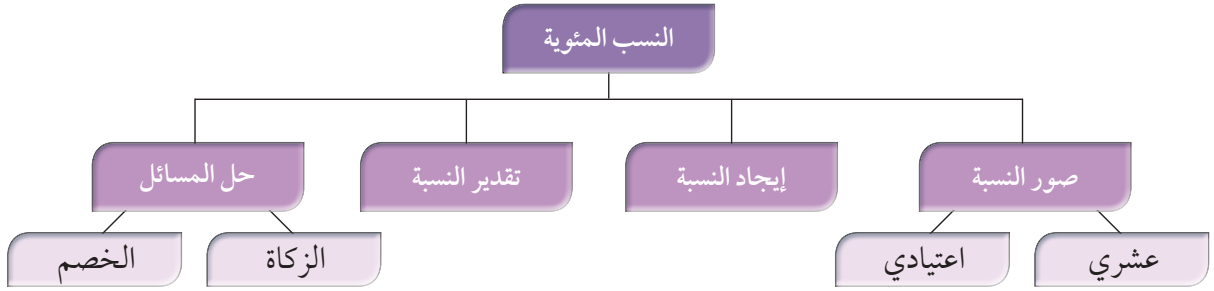 النسب المئوية
صور النسبة
إيجاد النسبة
تقدير النسبة
حل المسائل
عشري
اعتيادي
الزكاة
الخصم